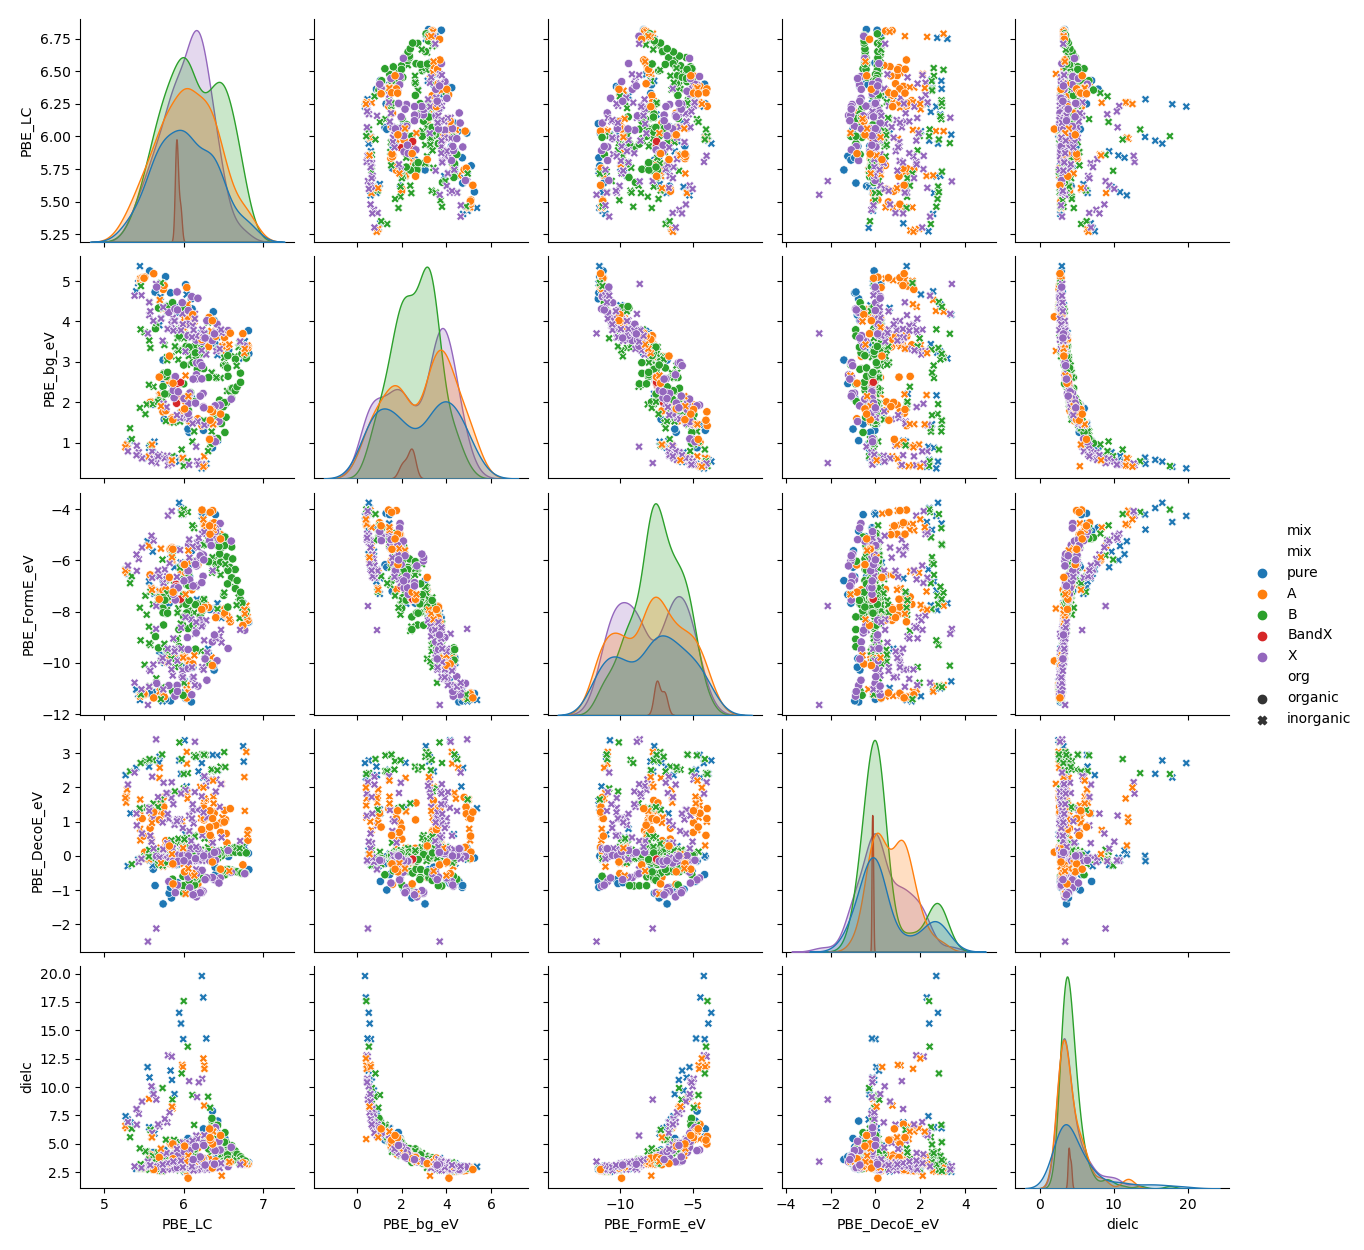 6.75
6.50
6.25
6.00
5.75
5.50
5.25
PBE_LC
5
4
3
2
1
PBE_bg_eV
−4
−6
−8
−10
−12
PBE_FormE_eV
3
2
1
0
−1
−2
PBE_DecoE_eV
20.0
17.5
15.0
12.5
10.0
7.5
5.0
2.5
dielc
5 6 7
PBE_LC
0 2 4 6
PBE_bg_eV
−10 −5
PBE_FormE_eV
−4 −2 0 2 4
PBE_DecoE_eV
0 10 20
dielc
mix
mix
pure
A
B
BandX
X
org
organic
inorganic